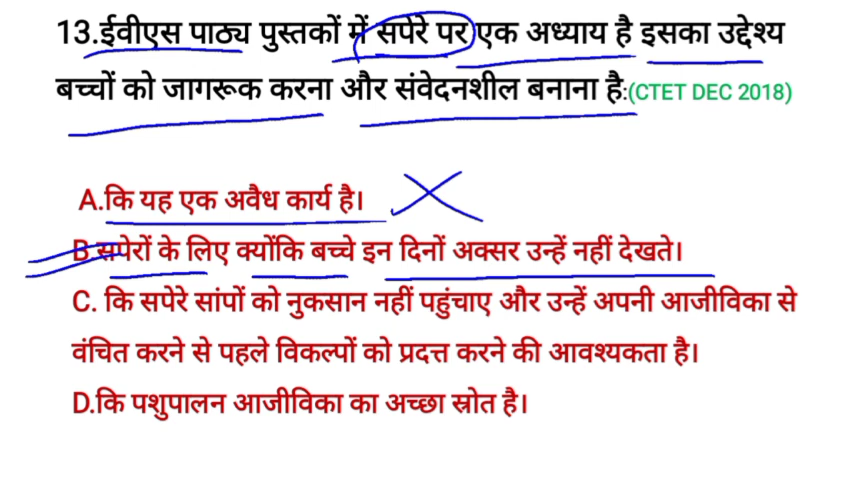 13.ईवीएस पाठ्य पुस्तकों में सपेरे पर एक अध्याय है इसका उद्देश्य
बच्चों को जागरूक करना और संवेदनशील बनाना है:(CTET DEC 2018)
A.कि यह एक अवैध कार्य है।
B.सपेरों के लिए क्योंकि बच्चे इन दिनों अक्सर उन्हें नहीं देखते।
C. कि सपेरे सांपों को नुकसान नहीं पहुंचाए और उन्हें अपनी आजीविका से
वंचित करने से पहले विकल्पों को प्रदत्त करने की आवश्यकता है।
D.कि पशुपालन आजीविका का अच्छा स्रोत है।